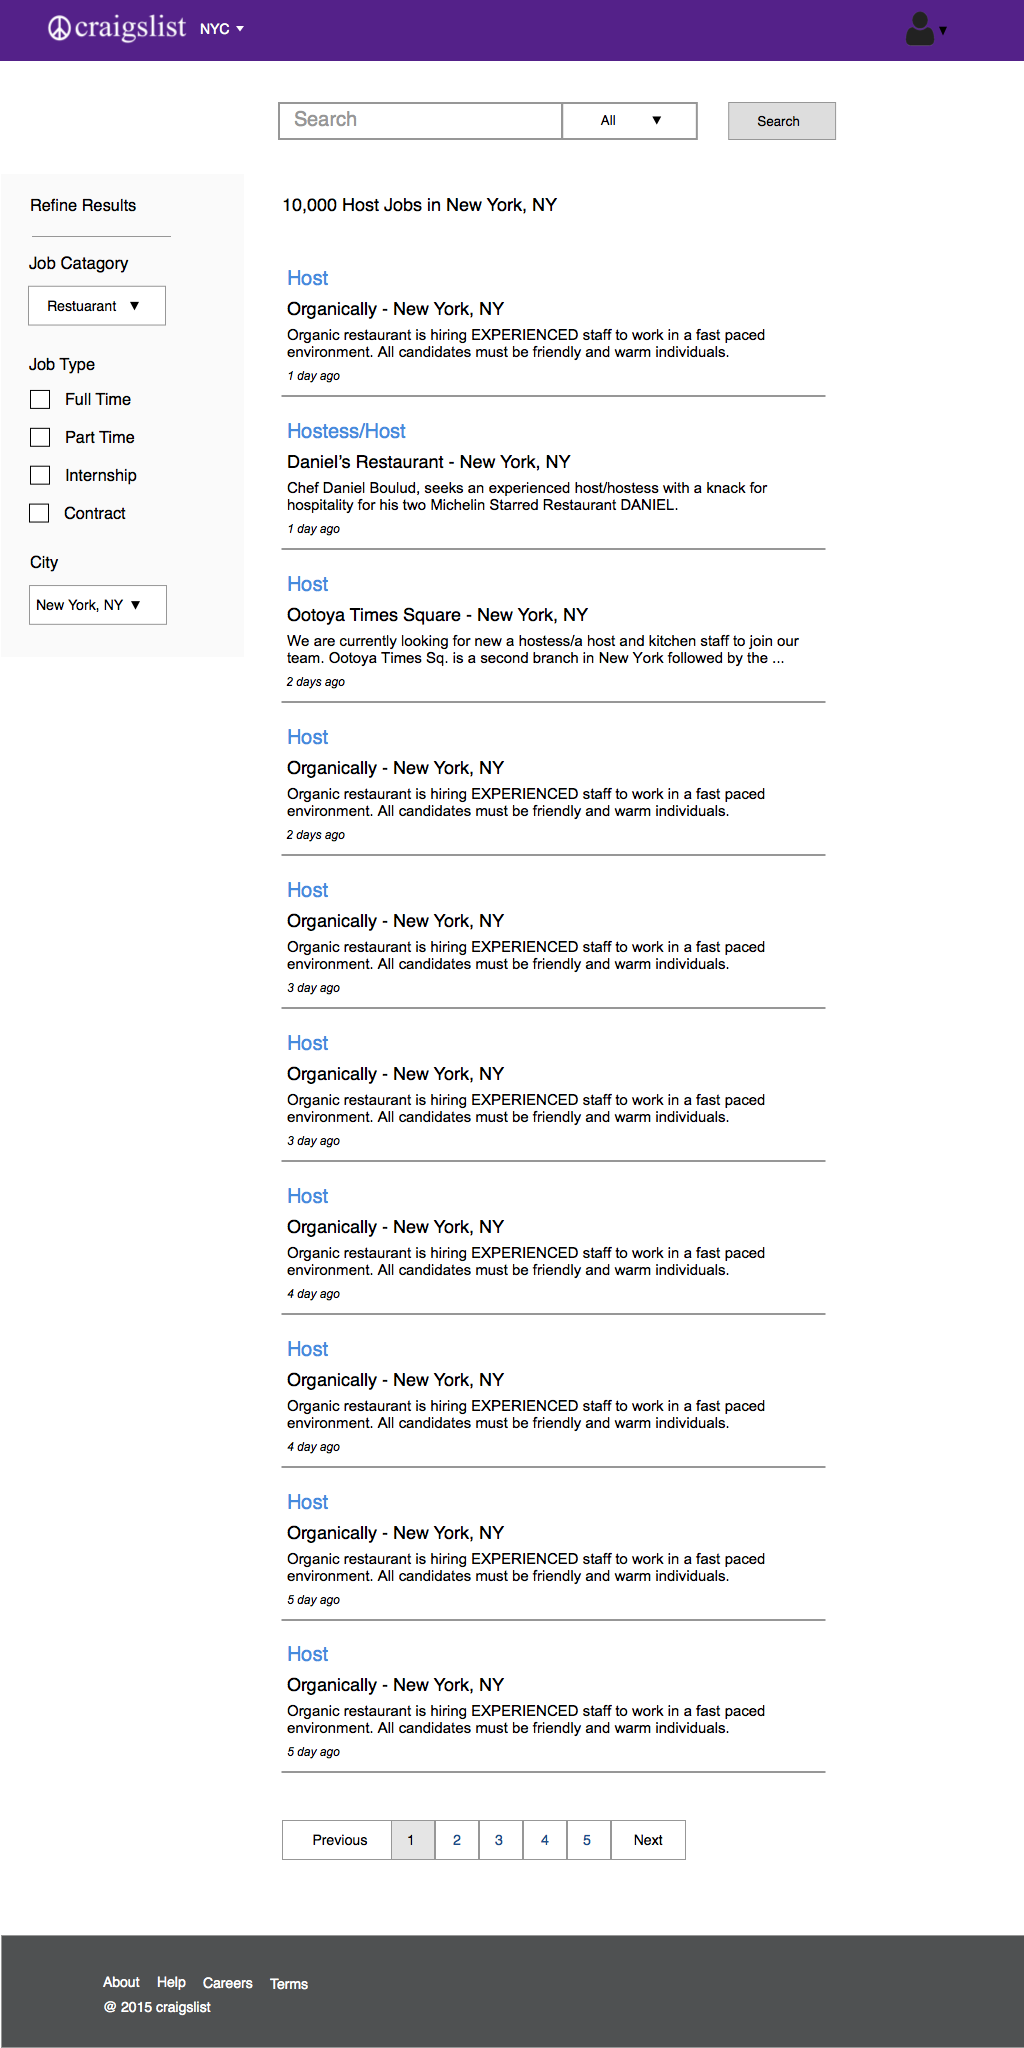 craigslist NYC
Search All Search
Refine Results
Job Catagory
Restuarant
Job Type
Full Time
Part Time
Internship
Contract
City
New York, NY
10,000 Host Jobs in New York, NY
Host
Organically - New York, NY
Organic restaurant is hiring EXPERIENCED staff to work in a fast paced
environment. All candidates must be friendly and warm individuals.
1 day ago
Hostess/Host
Daniel’s Restaurant - New York, NY
Chef Daniel Boulud, seeks an experienced host/hostess with a knack for
hospitality for his two Michelin Starred Restaurant DANIEL.
1 day ago
Host
Ootoya Times Square - New York, NY
We are currently looking for new a hostess/a host and kitchen staff to join our
team. Ootoya Times Sq. is a second branch in New York followed by the ...
2 days ago
Host
Organically - New York, NY
Organic restaurant is hiring EXPERIENCED staff to work in a fast paced
environment. All candidates must be friendly and warm individuals.
2 days ago
Host
Organically - New York, NY
Organic restaurant is hiring EXPERIENCED staff to work in a fast paced
environment. All candidates must be friendly and warm individuals.
3 day ago
Host
Organically - New York, NY
Organic restaurant is hiring EXPERIENCED staff to work in a fast paced
environment. All candidates must be friendly and warm individuals.
3 day ago
Host
Organically - New York, NY
Organic restaurant is hiring EXPERIENCED staff to work in a fast paced
environment. All candidates must be friendly and warm individuals.
4 day ago
Host
Organically - New York, NY
Organic restaurant is hiring EXPERIENCED staff to work in a fast paced
environment. All candidates must be friendly and warm individuals.
4 day ago
Host
Organically - New York, NY
Organic restaurant is hiring EXPERIENCED staff to work in a fast paced
environment. All candidates must be friendly and warm individuals.
5 day ago
Host
Organically - New York, NY
Organic restaurant is hiring EXPERIENCED staff to work in a fast paced
environment. All candidates must be friendly and warm individuals.
5 day ago
Previous 1 2 3 4 5 Next
About Help Careers Terms
@ 2015 craigslist